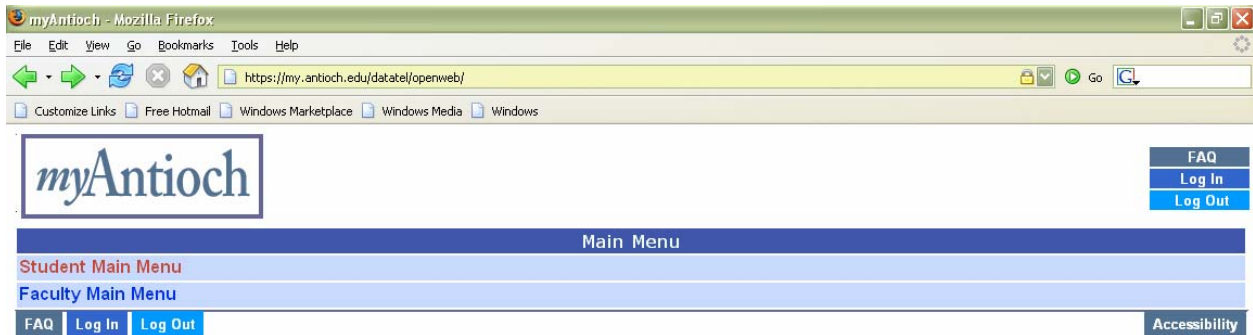 myAntioch - Mozilla Firefox
File Edit View Go Bookmarks Tools Help
https://my.antioch.edu/datatel/openweb/ Go G
Customize Links Free Hotmail Windows Marketplace Windows Media Windows
myAntioch
FAQ
Log In
Log Out
Main Menu
Student Main Menu
Faculty Main Menu
FAQ Log In Log Out Accessibility